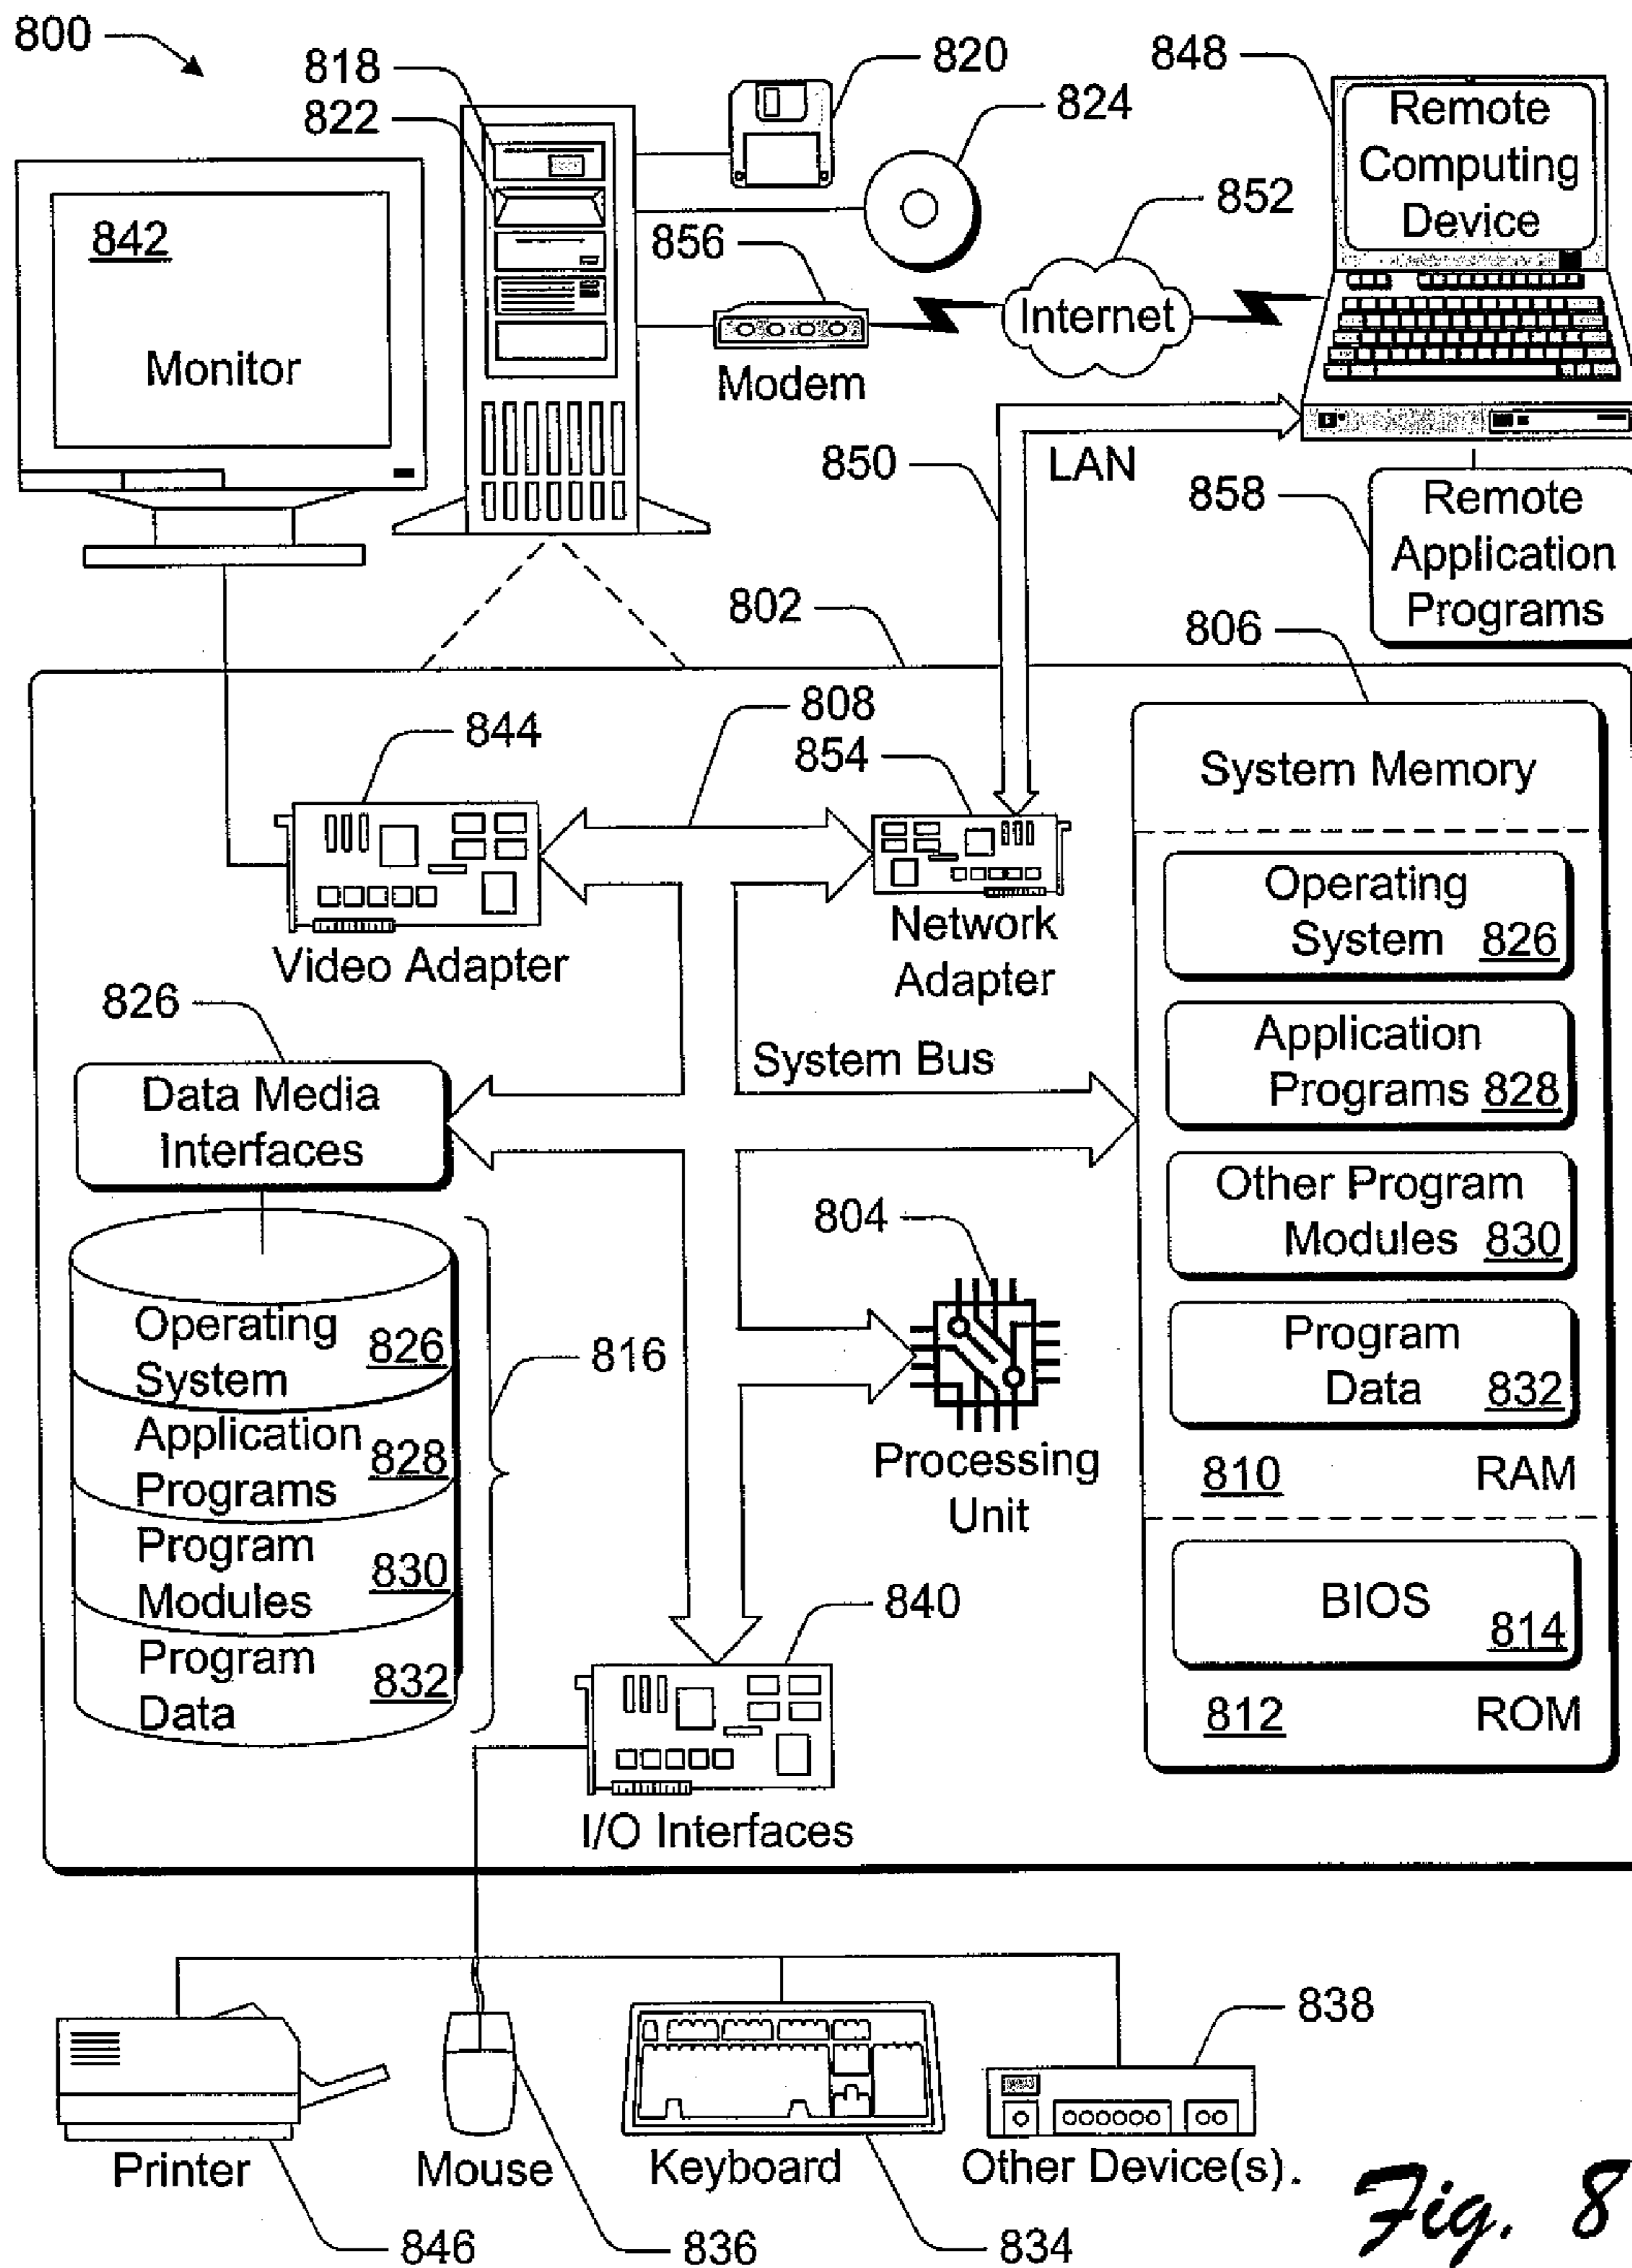 800
818
822
820
824
848
Remote
Computing
Device
842
Monitor
856
Modem
852
Internet
850
LAN
858
Remote
Application
Programs
802
806
808
844
854
Video Adapter
Network
Adapter
System Memory
Operating
System 826
Application
Programs 828
Other Program
Modules 830
Program
Data 832
810 RAM
BIOS
814
812 ROM
826
Data Media
Interfaces
System Bus
Operating
System 826
Application
Programs 828
Program
Modules 830
Program
Data 832
816
804
Processing
Unit
840
I/O Interfaces
838
Printer
Mouse
Keyboard
Other Device(s).
846
836
834
Fig. 8